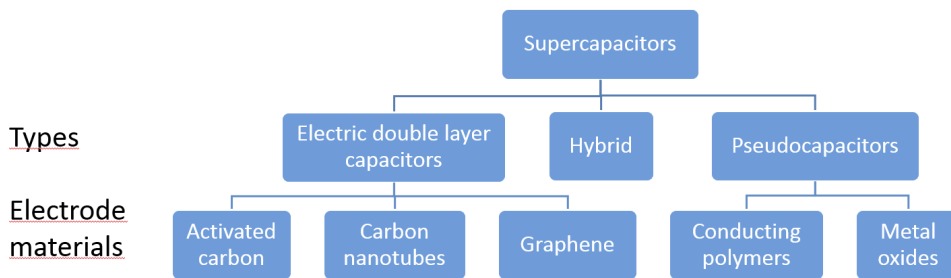 Supercapacitors
Types
Electric double layer
capacitors
Hybrid
Pseudocapacitors
Electrode
materials
Activated
carbon
Carbon
nanotubes
Graphene
Conducting
polymers
Metal
oxides